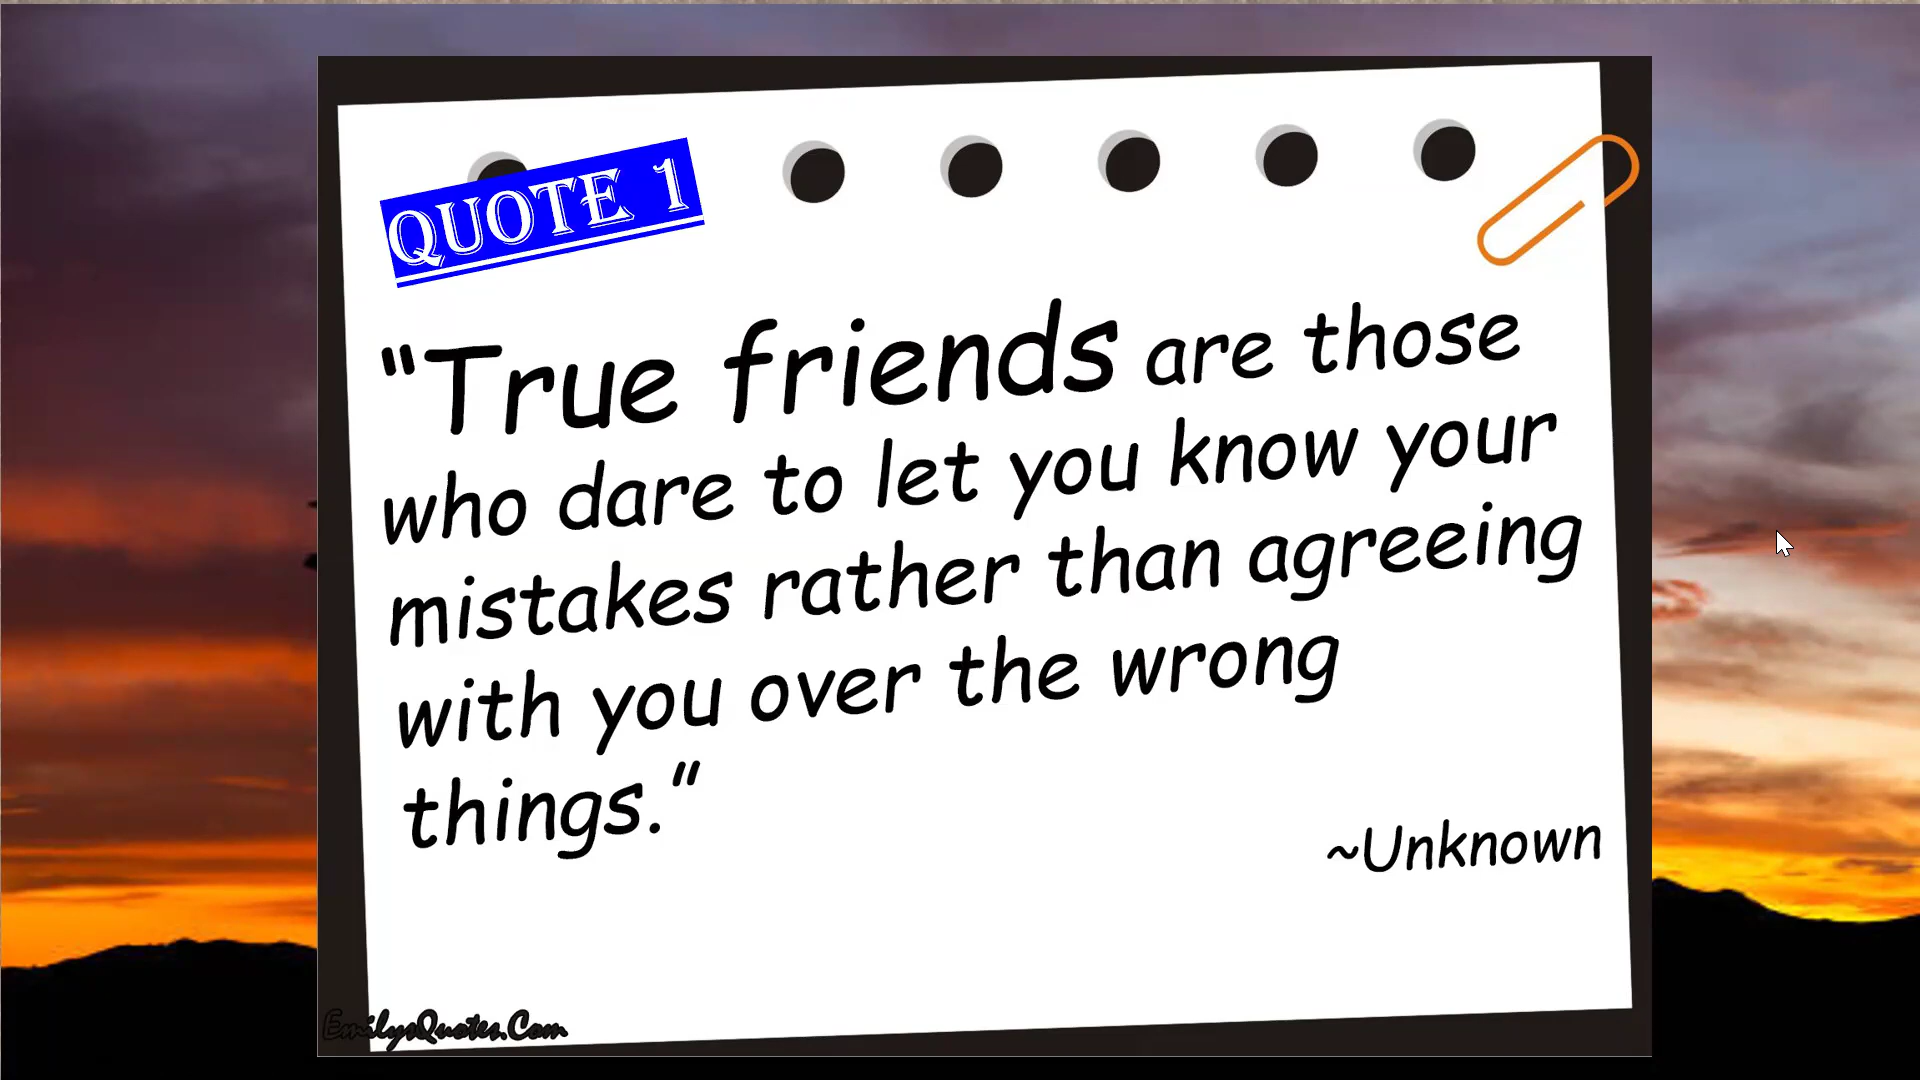 QUOTE 1
"True friends are those
who dare to let you know your
mistakes rather than agreeing
with you over the wrong
things."
~Unknown
EmilysQuotes.Com